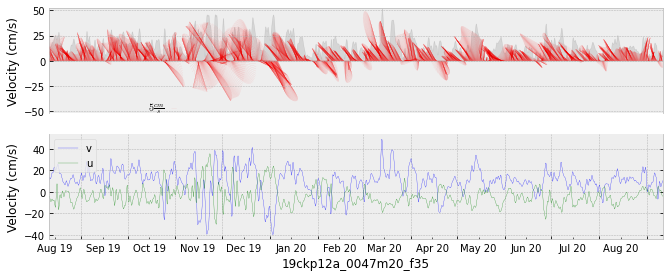 Velocity (cm/s)
50
25
0
−25
−50
5 cm/s
Velocity (cm/s)
40
20
0
−20
−40
v
u
Aug 19 Sep 19 Oct 19 Nov 19 Dec 19 Jan 20 Feb 20 Mar 20 Apr 20 May 20 Jun 20 Jul 20 Aug 20
19ckp12a_0047m20_f35